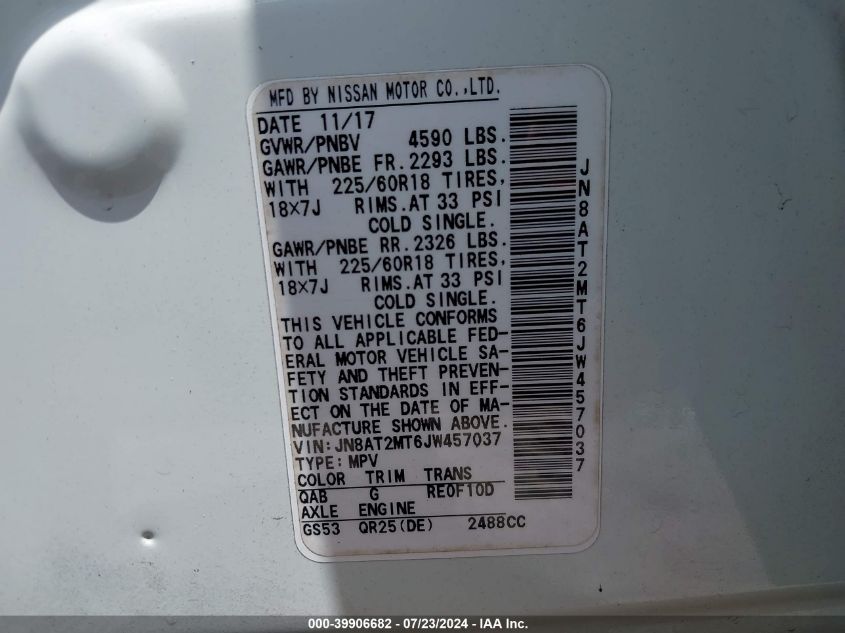 MFD BY NISSAN MOTOR CO.,LTD.
DATE 11/17
GVWR/PNBV 4590 LBS.
GAWR/PNBE FR. 2293 LBS.
WITH 225/60R18 TIRES,
18×7J RIMS. AT 33 PSI
COLD SINGLE.
GAWR/PNBE RR. 2326 LBS.
WITH 225/60R18 TIRES,
18×7J RIMS. AT 33 PSI
COLD SINGLE.
THIS VEHICLE CONFORMS
TO ALL APPLICABLE FED-
ERAL MOTOR VEHICLE SA-
FETY AND THEFT PREVEN-
TION STANDARDS IN EFF-
ECT ON THE DATE OF MA-
NUFACTURE SHOWN ABOVE.
VIN: JN8AT2MT6JW457037
TYPE: MPV
COLOR TRIM TRANS
QAB G RE0F10D
AXLE ENGINE
GS53 QR25(DE) 2488CC
JN8AT2MT6JW457037
000-39906682 / 07/23/2024 - IAA Inc.